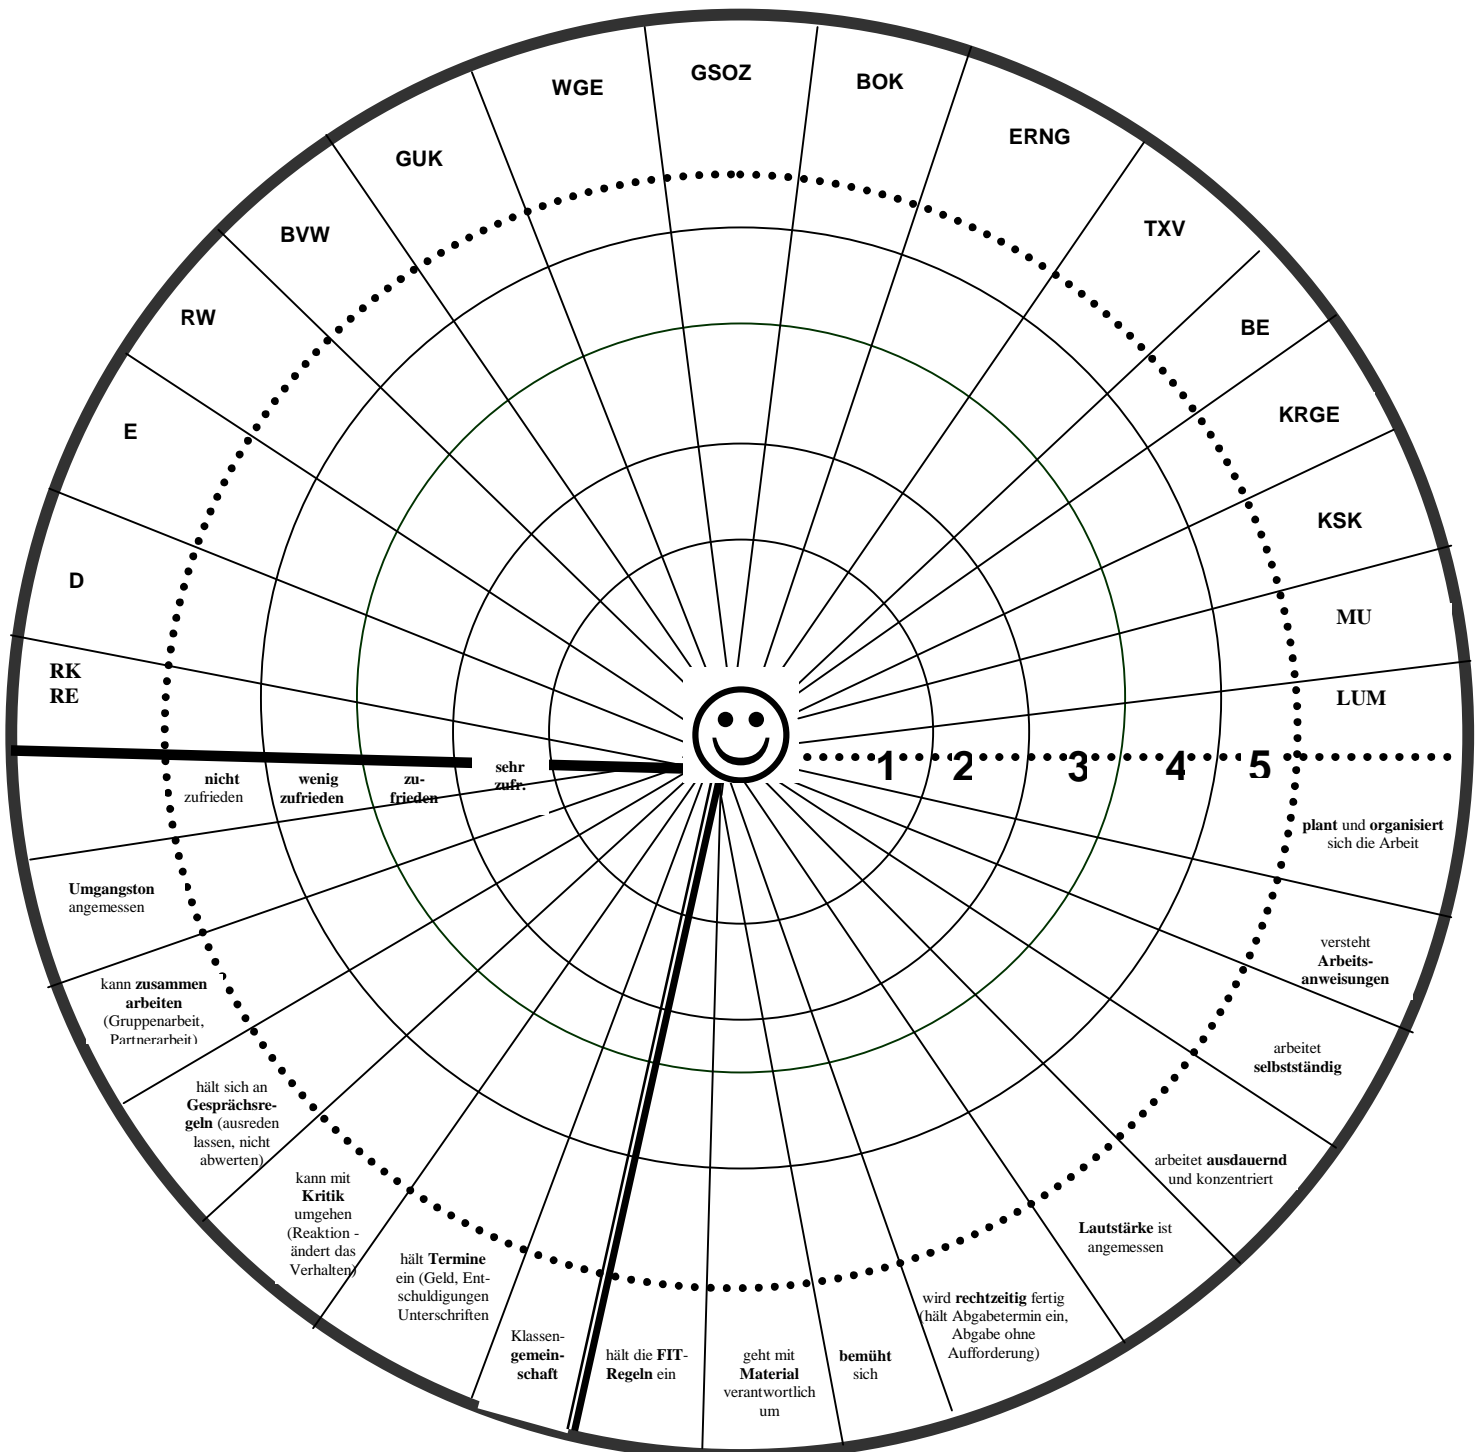 GSOZ
BOK
ERNG
TXV
BE
KRGE
KSK
MU
LUM
WGE
GUK
BVW
RW
E
D
RK
RE
nicht
zufrieden
wenig
zufrieden
zu-
frieden
sehr
zufr.
1 2 3 4 5
plant und organisiert
sich die Arbeit
versteht
Arbeits-
anweisungen
arbeitet
selbstständig
arbeitet ausdauernd
und konzentriert
Lautstärke ist
angemessen
wird rechtzeitig fertig
(hält Abgabetermin ein,
Abgabe ohne
Aufforderung)
bemüht
sich
geht mit
Material
verantwortlich
um
hält die FIT-
Regeln ein
Klassen-
gemein-
schaft
hält Termine
ein (Geld, Ent-
schuldigungen
Unterschriften
kann mit
Kritik
umgehen
(Reaktion -
ändert das
Verhalten)
hält sich an
Gesprächsre-
geln (ausreden
lassen, nicht
abwerten)
kann zusammen
arbeiten
(Gruppenarbeit,
Partnerarbeit)
Umgangston
angemessen